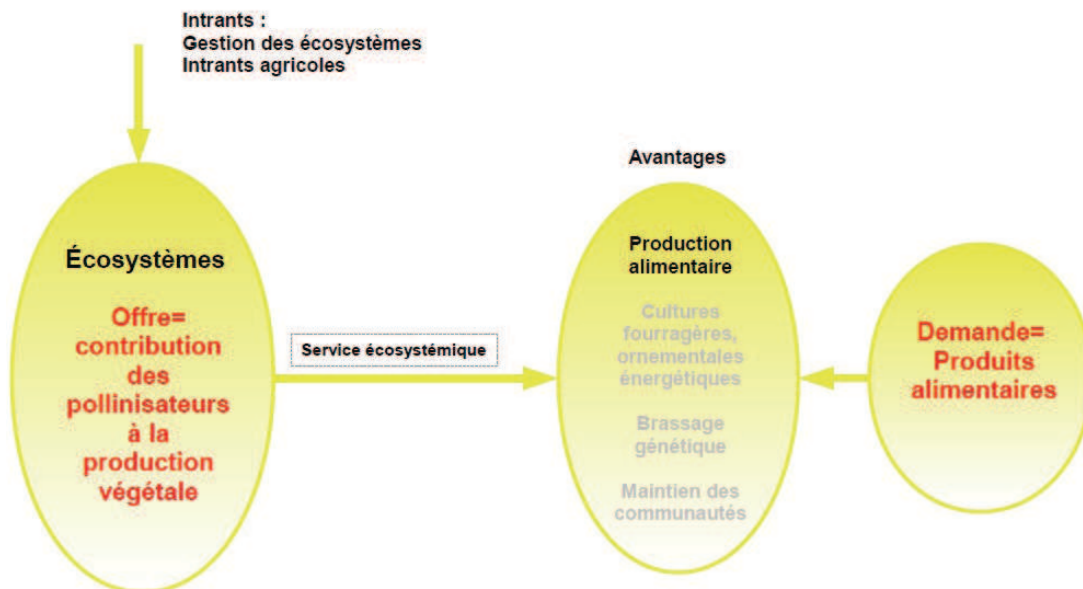 Intrants :
Gestion des écosystèmes
Intrants agricoles
Écosystèmes
Offre=
contribution
des
pollinisateurs
à la
production
végétale
Service écosystémique
Avantages
Production
alimentaire
Cultures
fourragères,
ornementales
énergétiques
Brassage
génétique
Maintien des
communautés
Demande=
Produits
alimentaires